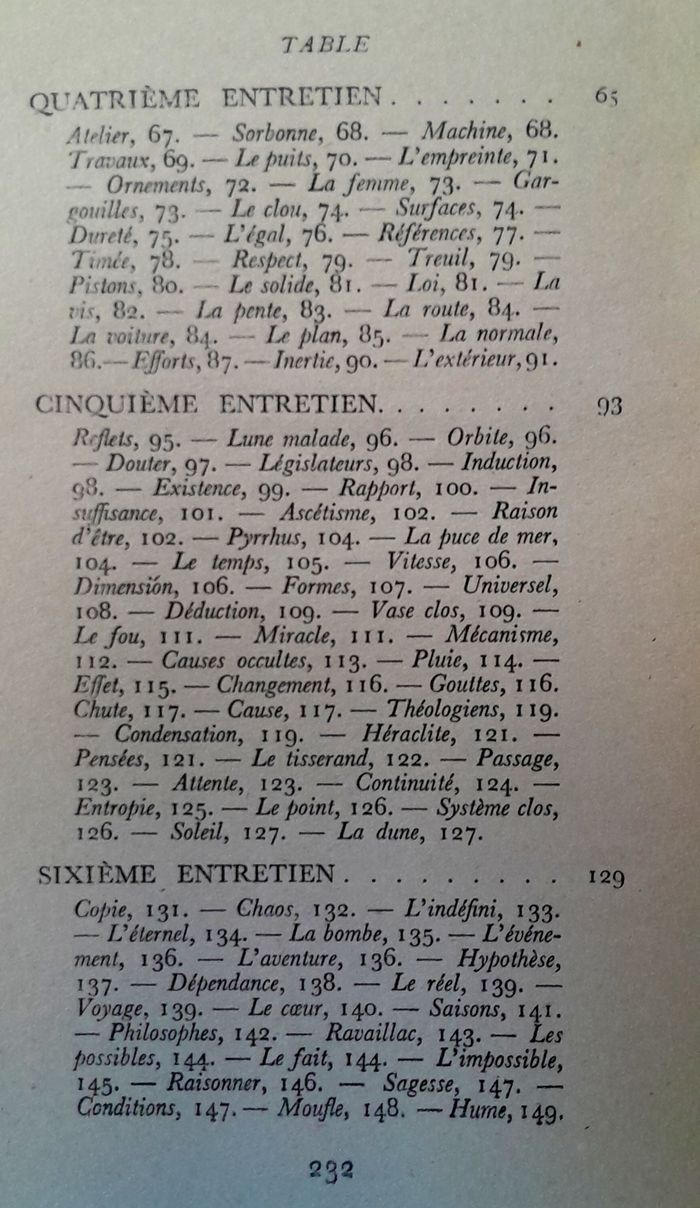 TABLE
QUATRIÈME ENTRETIEN . . . . . . . 65
Atelier, 67. — Sorbonne, 68. — Machine, 68.
Travaux, 69. — Le puits, 70. — L'empreinte, 71.
— Ornements, 72. — La femme, 73. — Gar-
gouilles, 73. — Le clou, 74. — Surfaces, 74. —
Dureté, 75. — L'égal, 76. — Références, 77. —
Timée, 78. — Respect, 79. — Treuil, 79. —
Pistons, 80. — Le solide, 81. — Loi, 81. — La
vis, 82. — La pente, 83. — La route, 84. —
La voiture, 84. — Le plan, 85. — La normale,
86. — Efforts, 87. — Inertie, 90. — L'extérieur, 91.
CINQUIÈME ENTRETIEN. . . . . . . . 93
Reflets, 95. — Lune malade, 96. — Orbite, 96.
— Douter, 97. — Législateurs, 98. — Induction,
98. — Existence, 99. — Rapport, 100. — In-
suffisance, 101. — Ascétisme, 102. — Raison
d'être, 102. — Pyrrhus, 104. — La puce de mer,
104. — Le temps, 105. — Vitesse, 106. —
Dimension, 106. — Formes, 107. — Universel,
108. — Déduction, 109. — Vase clos, 109. —
Le fou, 111. — Miracle, 111. — Mécanisme,
112. — Causes occultes, 113. — Pluie, 114. —
Effet, 115. — Changement, 116. — Gouttes, 116.
Chute, 117. — Cause, 117. — Théologiens, 119.
— Condensation, 119. — Héraclite, 121. —
Pensées, 121. — Le tisserand, 122. — Passage,
123. — Attente, 123. — Continuité, 124. —
Entropie, 125. — Le point, 126. — Système clos,
126. — Soleil, 127. — La dune, 127.
SIXIÈME ENTRETIEN . . . . . . . . . . 129
Copie, 131. — Chaos, 132. — L'indéfini, 133.
— L'éternel, 134. — La bombe, 135. — L'événe-
ment, 136. — L'aventure, 136. — Hypothèse,
137. — Dépendance, 138. — Le réel, 139. —
Voyage, 139. — Le cœur, 140. — Saisons, 141.
— Philosophes, 142. — Ravaillac, 143. — Les
possibles, 144. — Le fait, 144. — L'impossible,
145. — Raisonner, 146. — Sagesse, 147. —
Conditions, 147. — Moufle, 148. — Hume, 149.
232